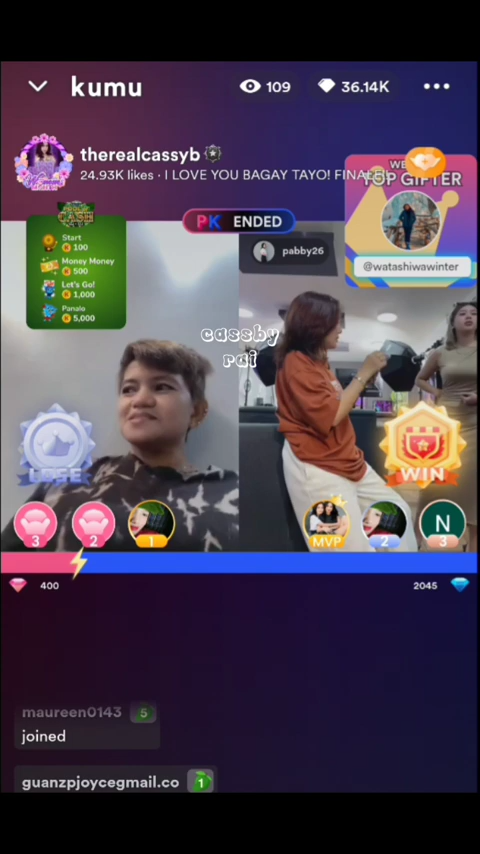 kumu
109
36.14K
therealcassyb
24.93K likes · I LOVE YOU BAGAY TAYO! FINALE!
TOP GIFTER
@watashiwawinter
PK ENDED
CASH
Start
100
Money Money
500
Let's Go!
1,000
Panalo
5,000
pabby26
cassby
rai
LOSE
WIN
3
2
1
MVP
2
N
3
400
2045
maureen0143 5
joined
guanzpjoycegmail.co 1